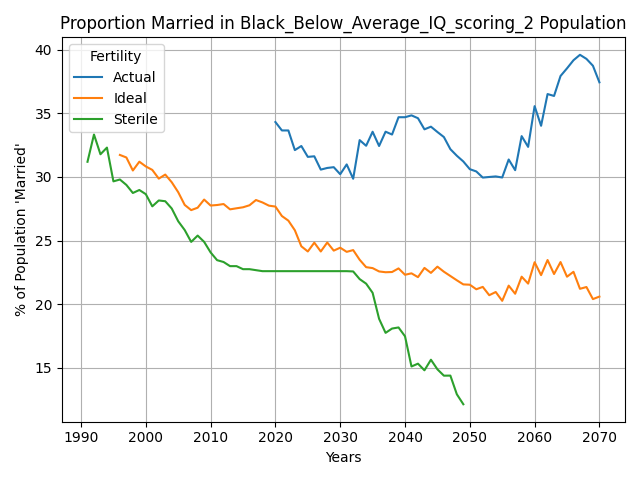 Proportion Married in Black_Below_Average_IQ_scoring_2 Population
Fertility
Actual
Ideal
Sterile
% of Population 'Married'
40
35
30
25
20
15
1990 2000 2010 2020 2030 2040 2050 2060 2070
Years